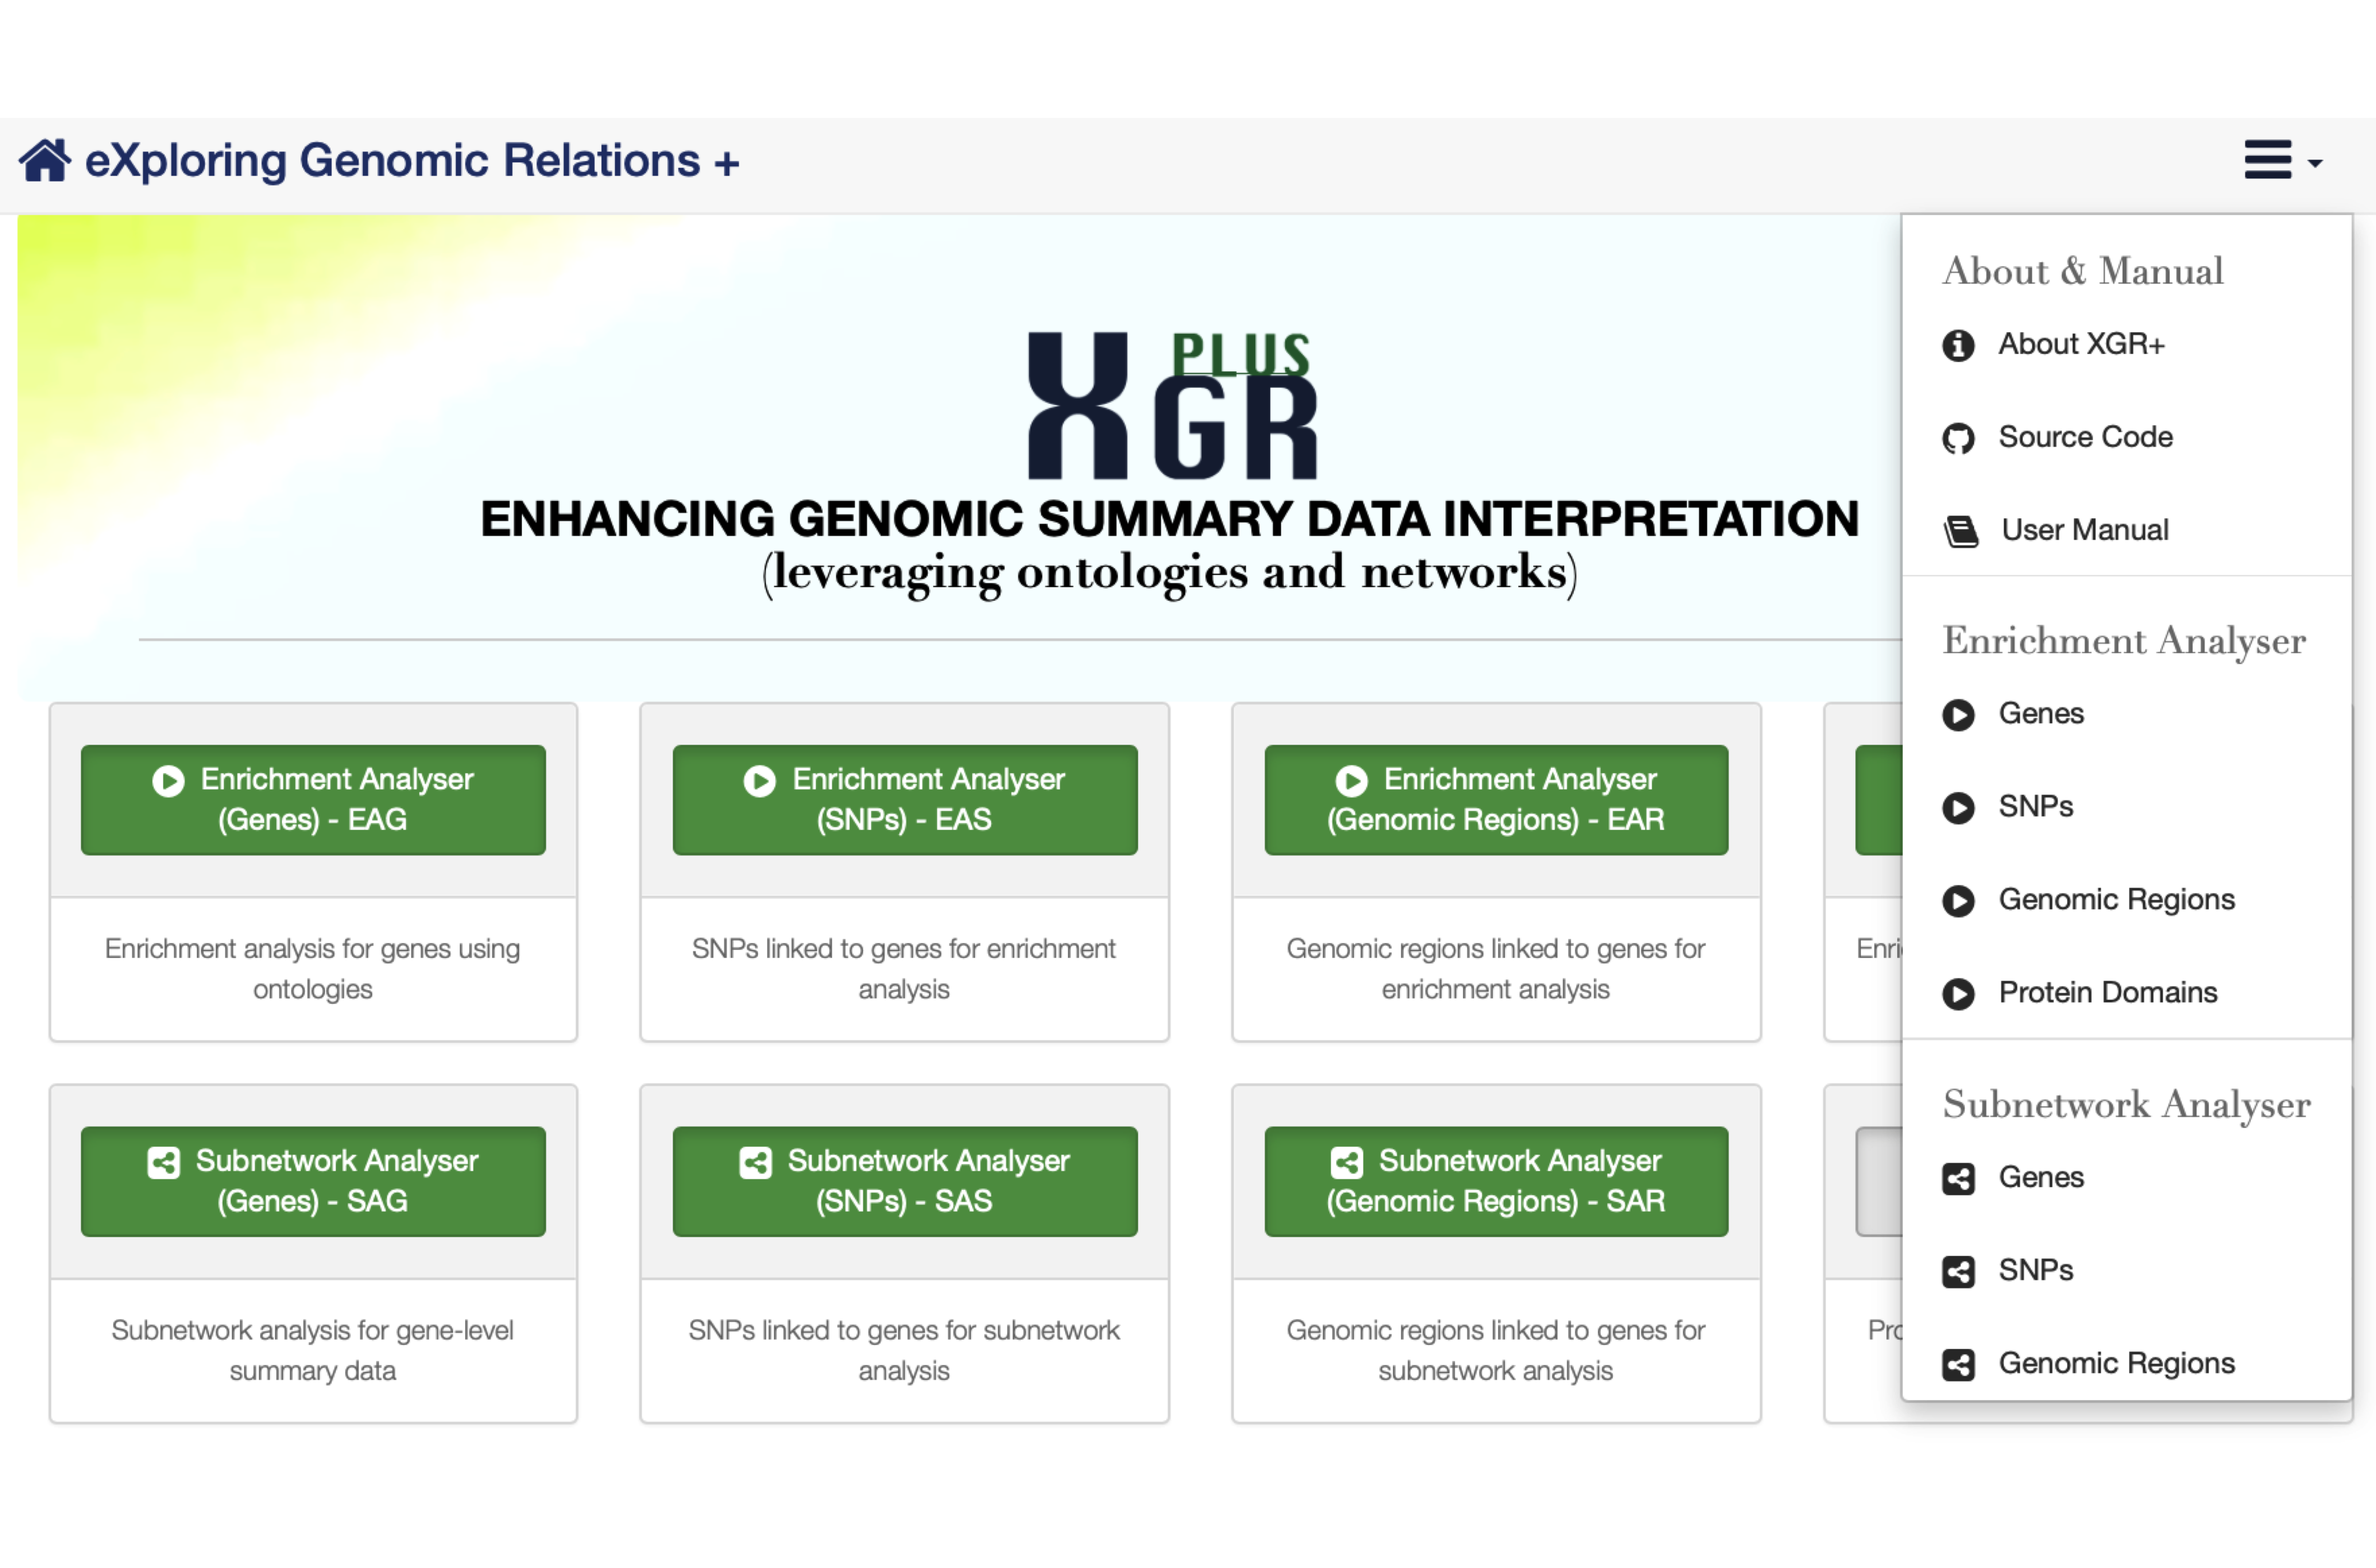 eXploring Genomic Relations +
PLUS
XGR
ENHANCING GENOMIC SUMMARY DATA INTERPRETATION
(leveraging ontologies and networks)
Enrichment Analyser
(Genes) - EAG
Enrichment analysis for genes using
ontologies
Enrichment Analyser
(SNPs) - EAS
SNPs linked to genes for enrichment
analysis
Enrichment Analyser
(Genomic Regions) - EAR
Genomic regions linked to genes for
enrichment analysis
Subnetwork Analyser
(Genes) - SAG
Subnetwork analysis for gene-level
summary data
Subnetwork Analyser
(SNPs) - SAS
SNPs linked to genes for subnetwork
analysis
Subnetwork Analyser
(Genomic Regions) - SAR
Genomic regions linked to genes for
subnetwork analysis
About & Manual
About XGR+
Source Code
User Manual
Enrichment Analyser
Genes
SNPs
Genomic Regions
Protein Domains
Subnetwork Analyser
Genes
SNPs
Genomic Regions